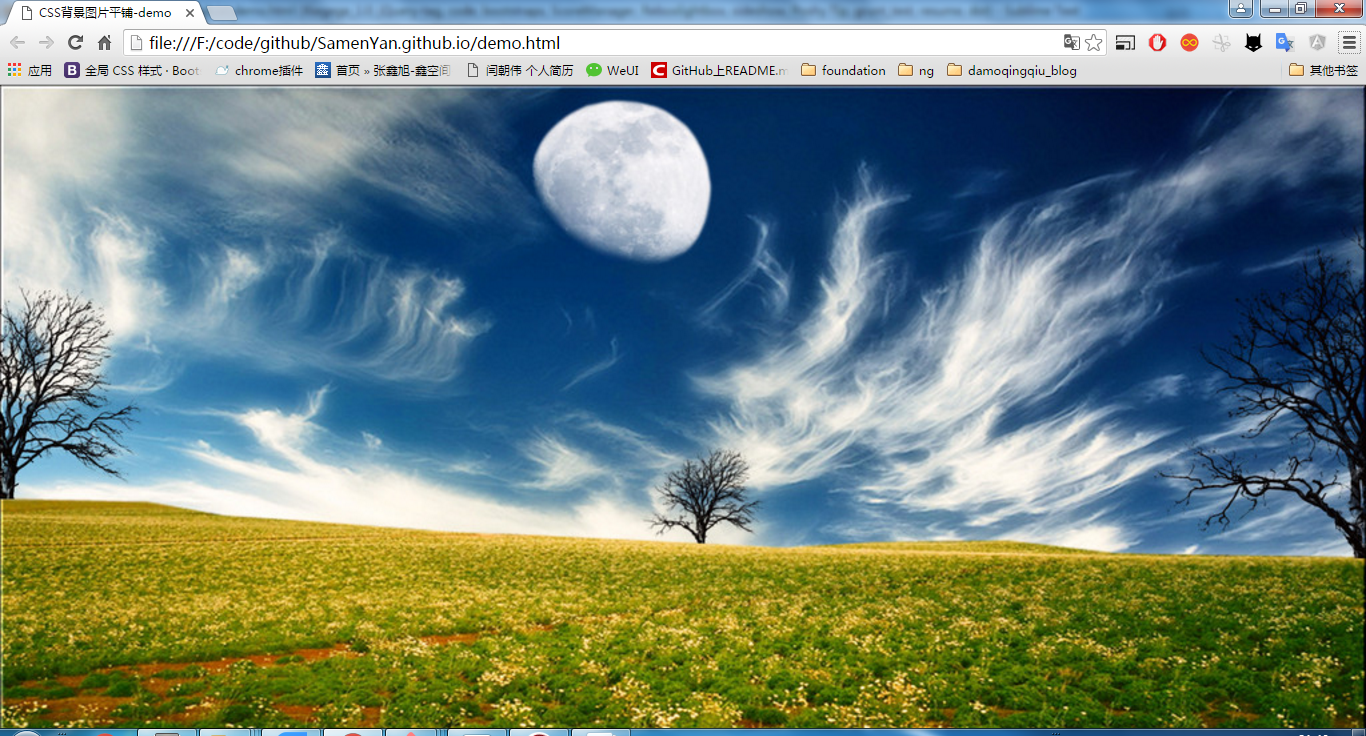 CSS背景图片平铺-demo
file:///F:/code/github/SamenYan.github.io/demo.html
应用
全局 CSS 样式 · Boot
chrome插件
首页 » 张鑫旭-鑫空间
闫朝伟 个人简历
WeUI
GitHub上README.m
foundation
ng
damoqingqiu_blog
其他书签